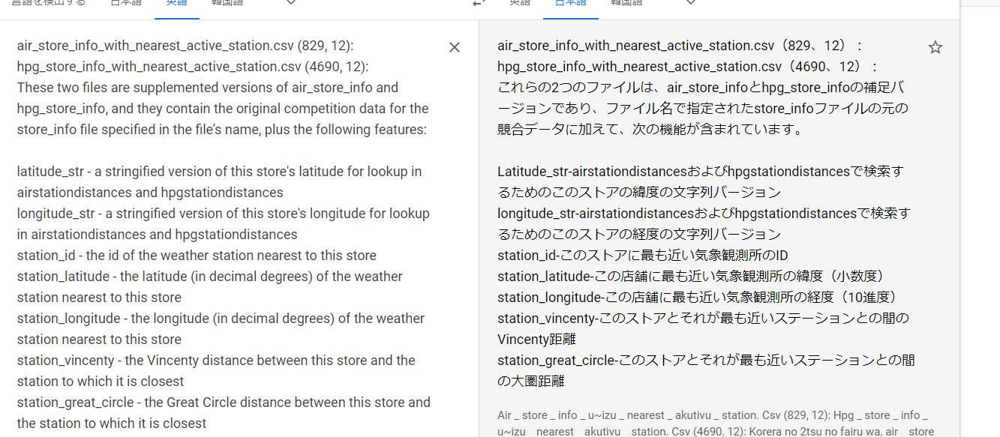 言語を検出する 日本語 英語 韓国語 英語 日本語 韓国語
air_store_info_with_nearest_active_station.csv (829, 12):
hpg_store_info_with_nearest_active_station.csv (4690, 12):
These two files are supplemented versions of air_store_info and
hpg_store_info, and they contain the original competition data for the
store_info file specified in the file’s name, plus the following features:
latitude_str - a stringified version of this store's latitude for lookup in
airstationdistances and hpgstationdistances
longitude_str - a stringified version of this store's longitude for lookup
in airstationdistances and hpgstationdistances
station_id - the id of the weather station nearest to this store
station_latitude - the latitude (in decimal degrees) of the weather
station nearest to this store
station_longitude - the longitude (in decimal degrees) of the weather
station nearest to this store
station_vincenty - the Vincenty distance between this store and the
station to which it is closest
station_great_circle - the Great Circle distance between this store and
the station to which it is closest
air_store_info_with_nearest_active_station.csv（829、12）：
hpg_store_info_with_nearest_active_station.csv（4690、12）：
これらの2つのファイルは、air_store_infoとhpg_store_infoの補足バ
ージョンであり、ファイル名で指定されたstore_infoファイルの元の
競合データに加えて、次の機能が含まれています。
Latitude_str-airstationdistancesおよびhpgstationdistancesで検索す
るためのこのストアの緯度の文字列バージョン
longitude_str-airstationdistancesおよびhpgstationdistancesで検索す
るためのこのストアの経度の文字列バージョン
station_id-このストアに最も近い気象観測所のID
station_latitude-この店舗に最も近い気象観測所の緯度（小数度）
station_longitude-この店舗に最も近い気象観測所の経度（10進度）
station_vincenty-このストアとそれが最も近いステーションとの間の
Vincenty距離
station_great_circle-このストアとそれが最も近いステーションとの間
の大圏距離
Air _ store _ info _ u~izu _ nearest _ akutivu _ station. Csv (829, 12): Hpg _ store _ info _
u~izu _ nearest _ akutivu _ station. Csv (4690, 12): Korera no 2tsu no fairu wa, air _ store